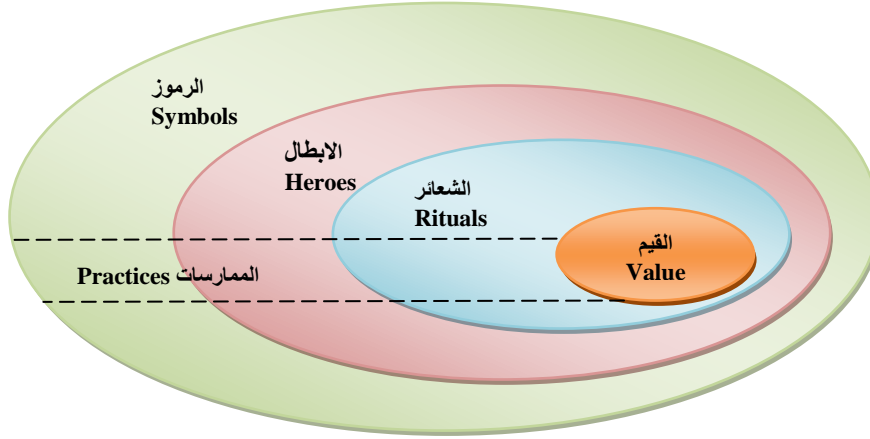 الرموز
Symbols
الابطال
Heroes
الشعائر
Rituals
القيم
Value
Practices الممارسات